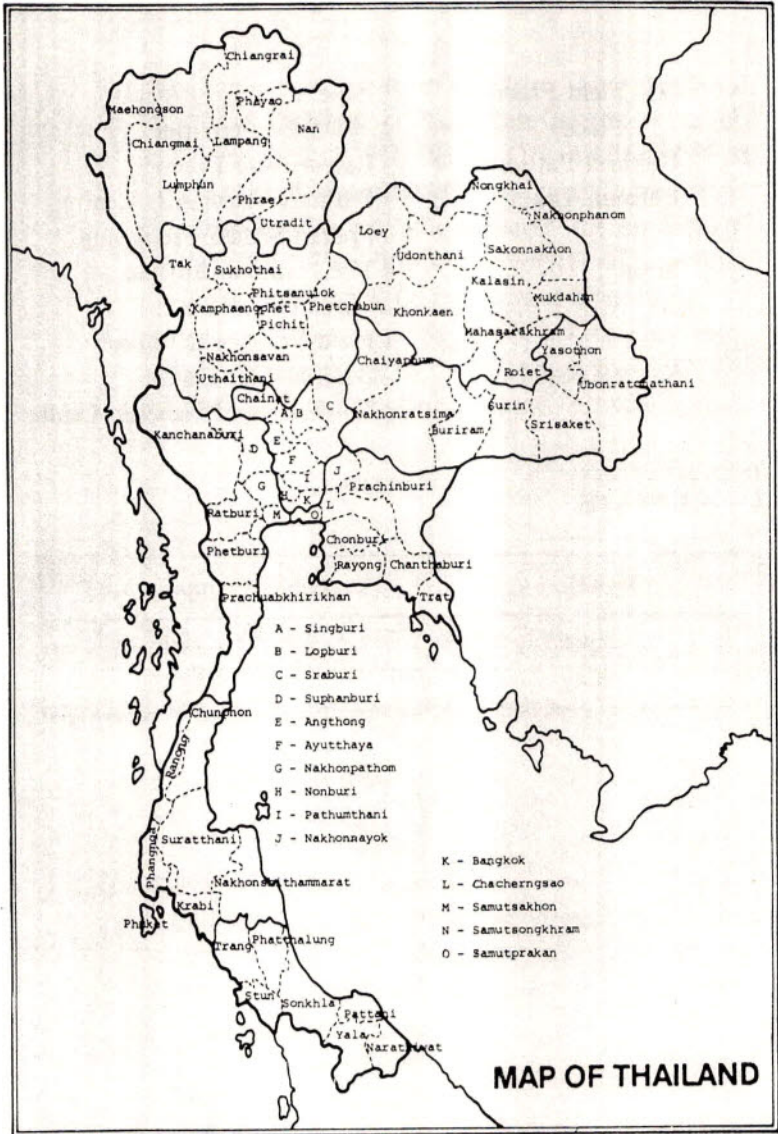 Chiangrai
Maehongson
Phayao
Nan
Chiangmai
Lampang
Lumphun
Phrae
Utradit
Nongkhai
Nakhonphanom
Loey
Udonthani
Sakonnaknon
Tak
Sukhothai
Phitsanulok
Kalasin
Kamphaengphet
Phetchabun
Khonkaen
Mukdahan
Pichit
Mahasarakhram
Yasothon
Nakhonsavan
Chaiyaphum
Roiet
Uthaithani
Ubonratchathani
Chainat
A B C
Nakhonratsima
Surin
Kanchanaburi
Buriram
Srisaket
D E
F
G I J
Prachinburi
H K L
Ratburi
M O
Chonburi
Phetburi
Rayong
Chanthaburi
Prachuabkhirikhan
Trat
A - Singburi
B - Lopburi
C - Sraburi
D - Suphanburi
E - Angthong
F - Ayutthaya
G - Nakhonpathom
H - Nonburi
I - Pathumthani
J - Nakhonnayok
Chumphon
Ranong
Phangnga
Suratthani
Nakhonsrithammarat
Krabi
Phuket
Trang
Phatthalung
Stun
Sonkhla
Pattani
Yala
Narathiwat
K - Bangkok
L - Chacherngsao
M - Samutsakhon
N - Samutsongkhram
O - Samutprakan
MAP OF THAILAND